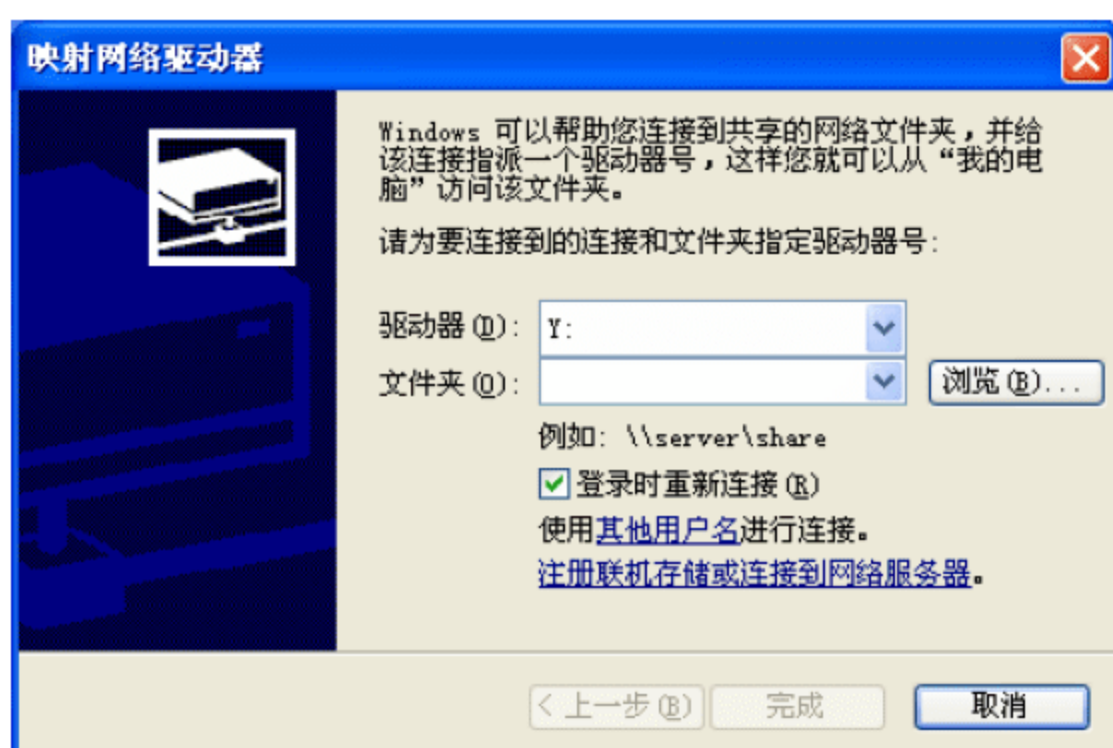 映射网络驱动器
Windows 可以帮助您连接到共享的网络文件夹，并给
该连接指派一个驱动器号，这样您就可以从“我的电
脑”访问该文件夹。
请为要连接到的连接和文件夹指定驱动器号：
驱动器(D)： Y:
文件夹(O)： 浏览(B)...
例如： \\server\share
登录时重新连接(R)
使用其他用户名进行连接。
注册联机存储或连接到网络服务器。
< 上一步(B) 完成 取消